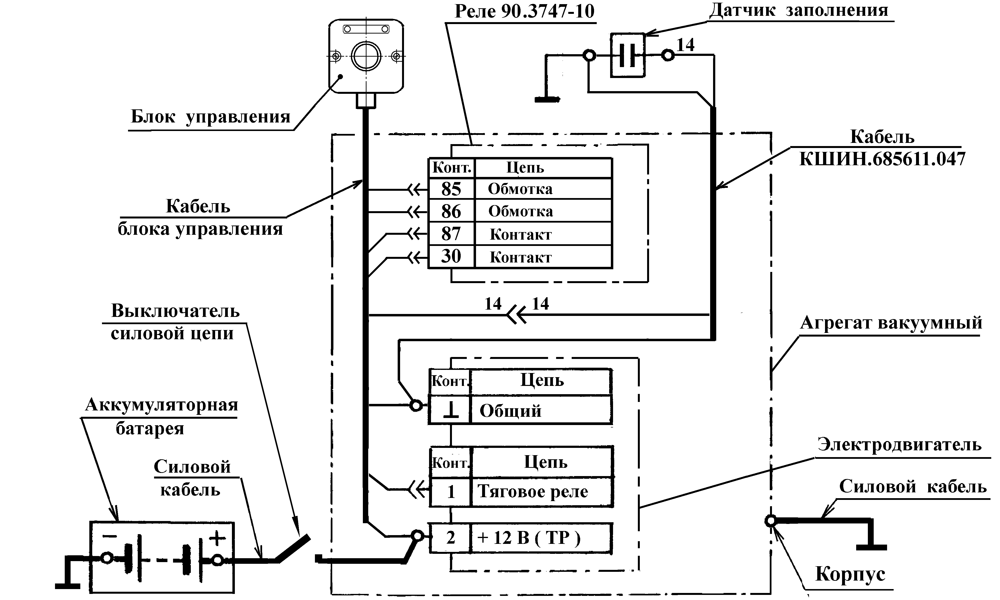 Реле 90.3747-10
Датчик заполнения
14
Блок управления
Кабель
КШИН.685611.047
Конт. Цепь
85 Обмотка
86 Обмотка
87 Контакт
30 Контакт
Кабель
блока управления
14 14
Выключатель
силовой цепи
Агрегат вакуумный
Конт. Цепь
⊥ Общий
Аккумуляторная
батарея
Электродвигатель
Конт. Цепь
1 Тяговое реле
Силовой
кабель
Силовой кабель
2 + 12 В ( ТР )
− +
Корпус